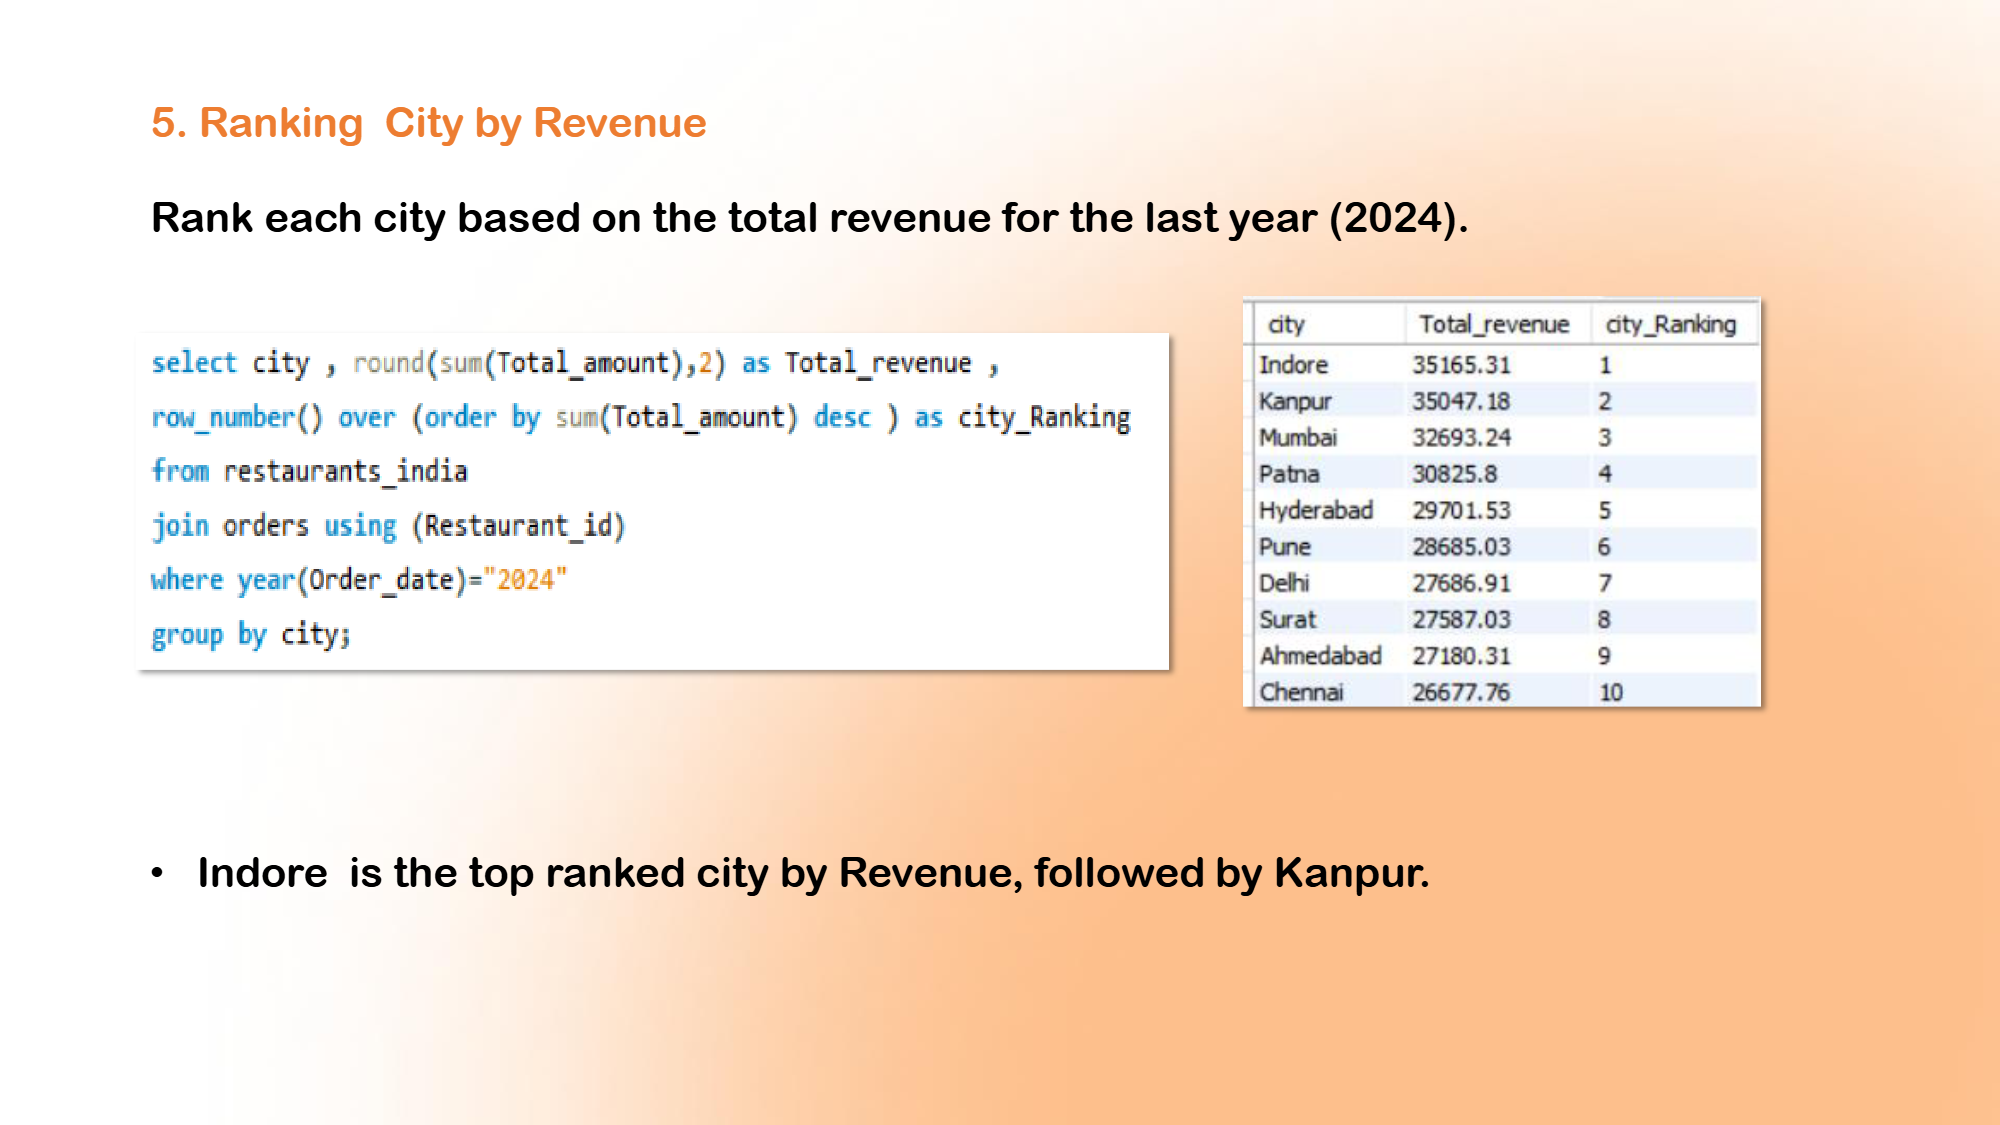 5. Ranking  City by Revenue
Rank each city based on the total revenue for the last year (2024).
select city , round(sum(Total_amount),2) as Total_revenue ,
row_number() over (order by sum(Total_amount) desc ) as city_Ranking
from restaurants_india
join orders using (Restaurant_id)
where year(Order_date)="2024"
group by city;
city Total_revenue city_Ranking
Indore 35165.31 1
Kanpur 35047.18 2
Mumbai 32693.24 3
Patna 30825.8 4
Hyderabad 29701.53 5
Pune 28685.03 6
Delhi 27686.91 7
Surat 27587.03 8
Ahmedabad 27180.31 9
Chennai 26677.76 10
• Indore  is the top ranked city by Revenue, followed by Kanpur.